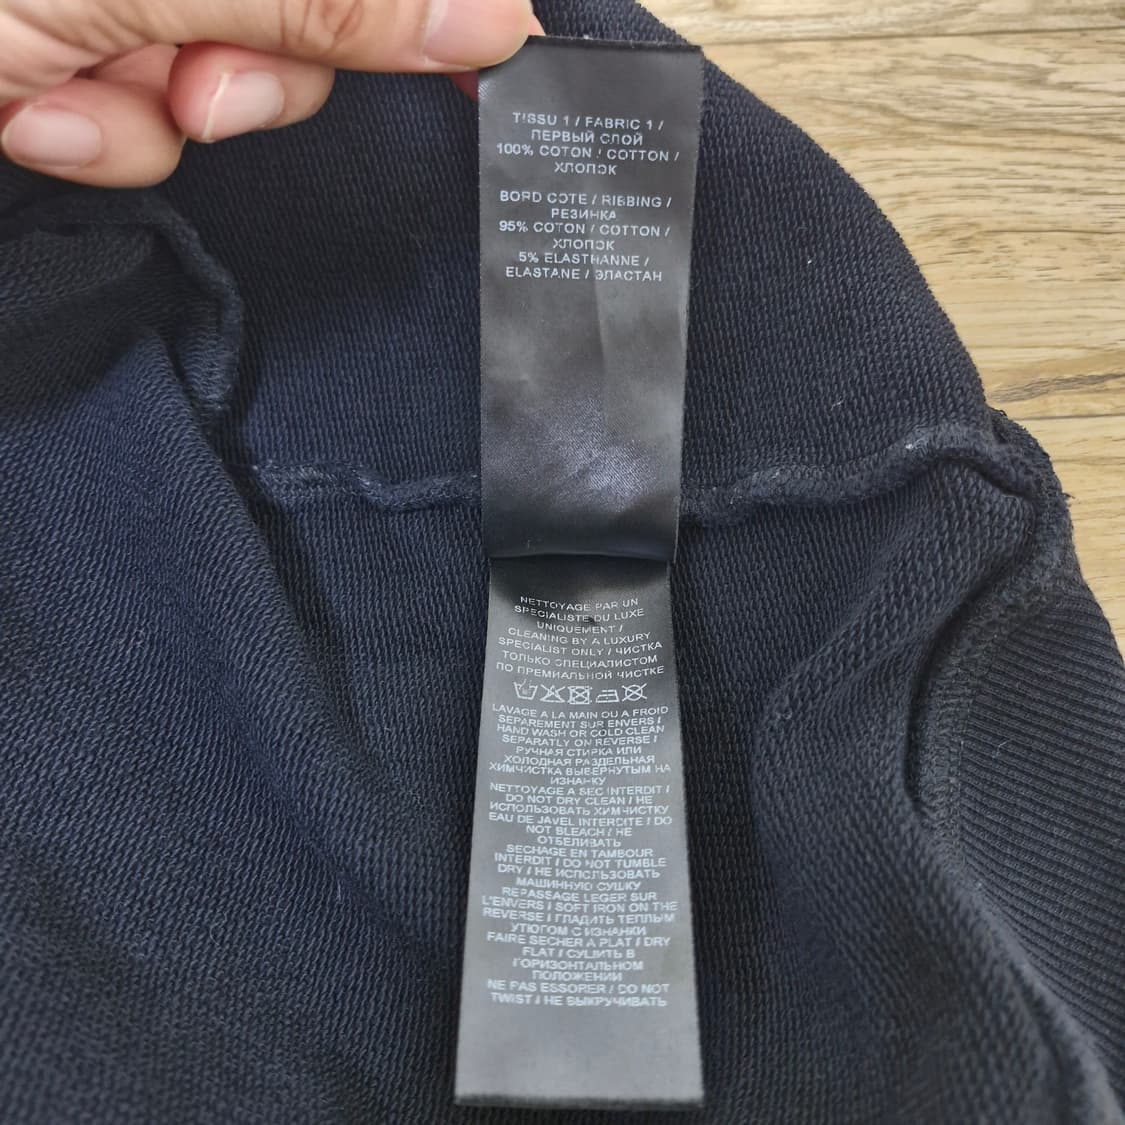 TISSU 1 / FABRIC 1 /
ПЕРВЫЙ СЛОЙ
100% COTON / COTTON /
ХЛОПОК
BORD COTE / RIBBING /
РЕЗИНКА
95% COTON / COTTON /
ХЛОПОК
5% ELASTHANNE /
ELASTANE / ЭЛАСТАН
NETTOYAGE PAR UN
SPECIALISTE DU LUXE
UNIQUEMENT /
CLEANING BY A LUXURY
SPECIALIST ONLY / ЧИСТКА
ТОЛЬКО СПЕЦИАЛИСТОМ
ПО ПРЕМИАЛЬНОЙ ЧИСТКЕ
LAVAGE A LA MAIN OU A FROID
SEPAREMENT SUR ENVERS /
HAND WASH OR COLD CLEAN
SEPARATLY ON REVERSE /
РУЧНАЯ СТИРКА ИЛИ
ХОЛОДНАЯ РАЗДЕЛЬНАЯ
ХИМЧИСТКА ВЫВЕРНУТЫМ НА
ИЗНАНКУ
NETTOYAGE A SEC INTERDIT /
DO NOT DRY CLEAN / НЕ
ИСПОЛЬЗОВАТЬ ХИМЧИСТКУ
EAU DE JAVEL INTERDITE / DO
NOT BLEACH / НЕ
ОТБЕЛИВАТЬ
SECHAGE EN TAMBOUR
INTERDIT / DO NOT TUMBLE
DRY / НЕ ИСПОЛЬЗОВАТЬ
МАШИННУЮ СУШКУ
REPASSAGE LEGER SUR
L'ENVERS / SOFT IRON ON THE
REVERSE / ГЛАДИТЬ ТЕПЛЫМ
УТЮГОМ С ИЗНАНКИ
FAIRE SECHER A PLAT / DRY
FLAT / СУШИТЬ В
ГОРИЗОНТАЛЬНОМ
ПОЛОЖЕНИИ
NE PAS ESSORER / DO NOT
TWIST / НЕ ВЫКРУЧИВАТЬ